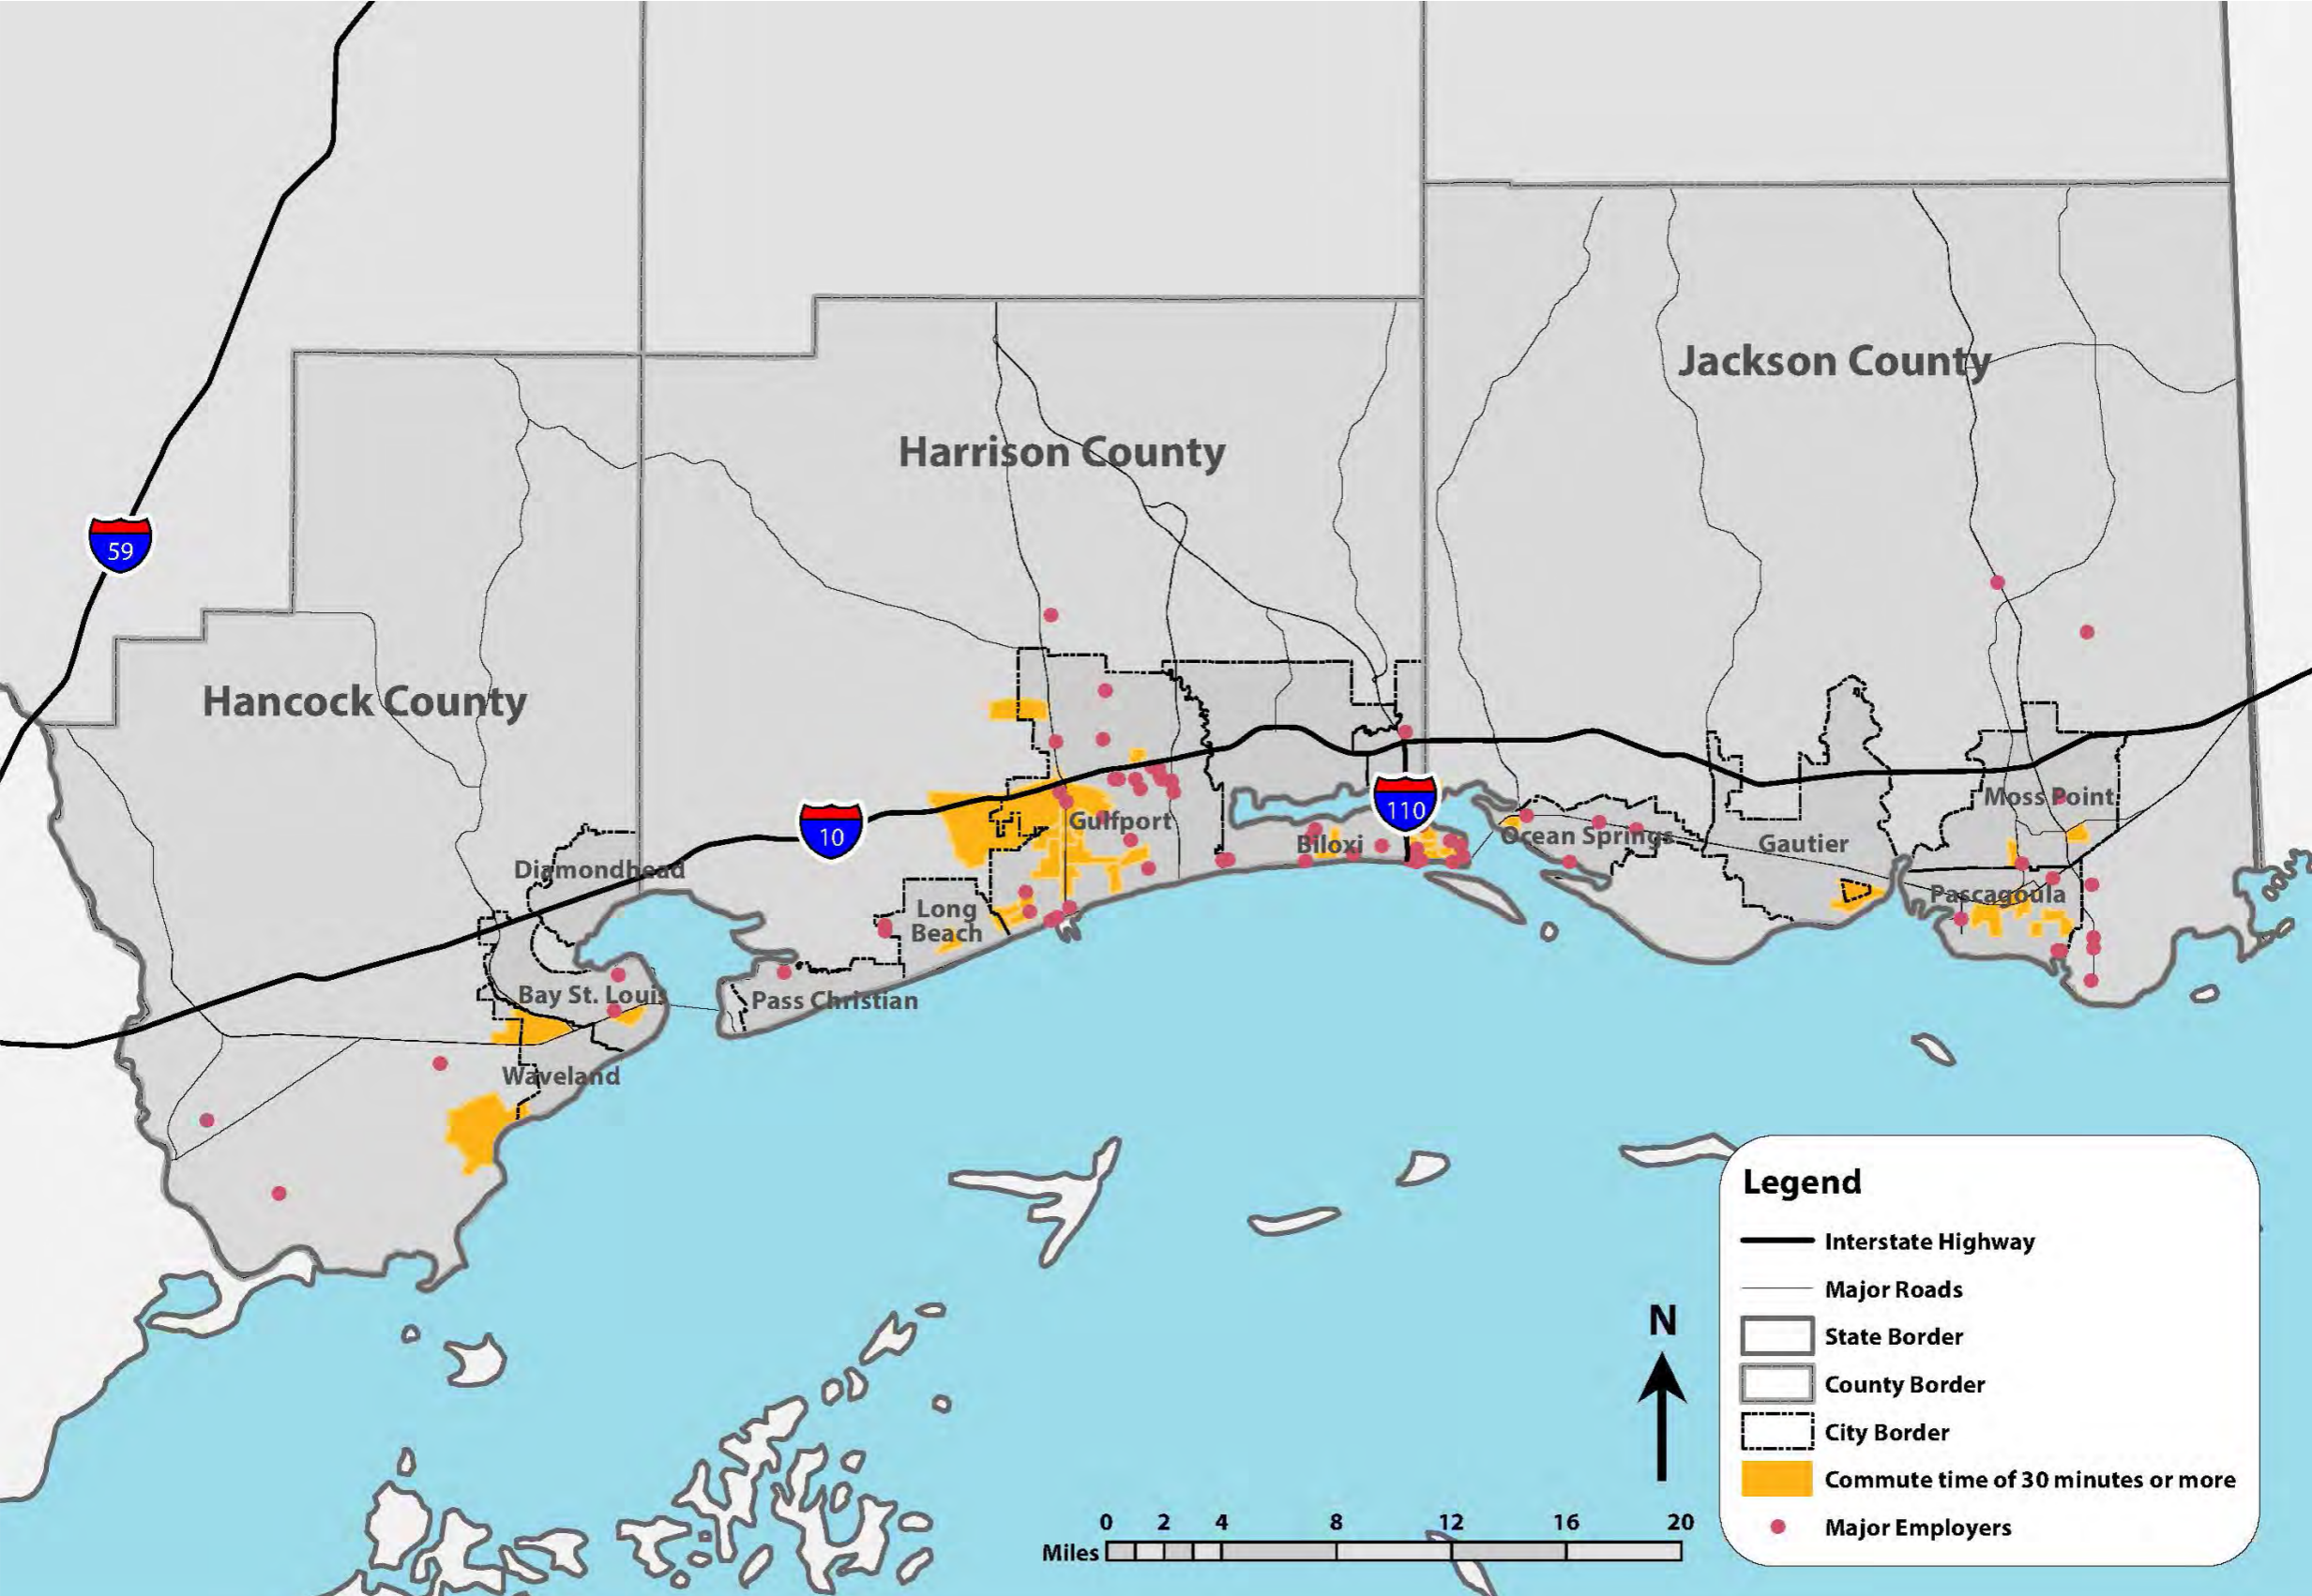 Jackson County
Harrison County
59
Hancock County
Moss Point
110
Gulfport
10
Ocean Springs
Biloxi
Gautier
Diamondhead
Pascagoula
Long
Beach
Bay St. Louis
Pass Christian
Waveland
Legend
Interstate Highway
Major Roads
N
State Border
County Border
City Border
Commute time of 30 minutes or more
0 2 4 8 12 16 20
Major Employers
Miles